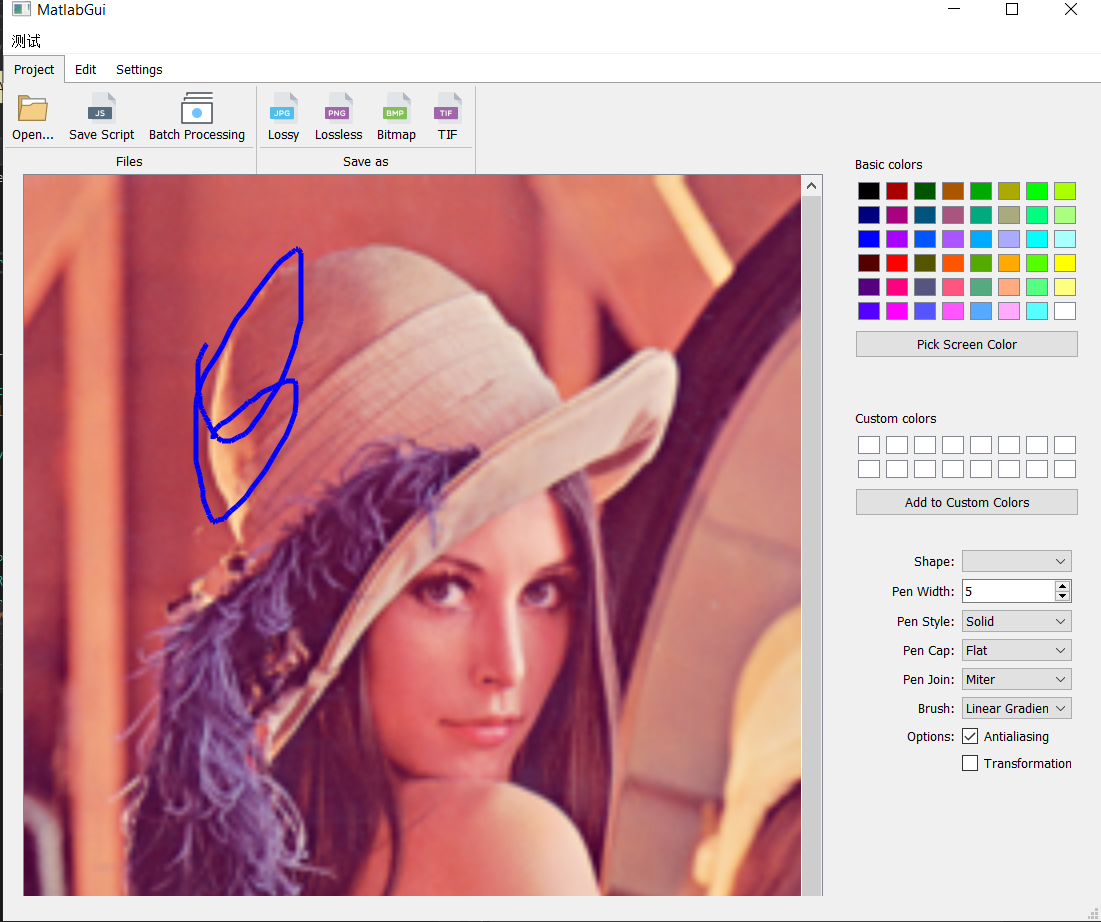 MatlabGui
测试
Project Edit Settings
JS JPG PNG BMP TIF
Open... Save Script Batch Processing Lossy Lossless Bitmap TIF
Files Save as
Basic colors
Pick Screen Color
Custom colors
Add to Custom Colors
Shape:
Pen Width: 5
Pen Style: Solid
Pen Cap: Flat
Pen Join: Miter
Brush: Linear Gradien
Options: Antialiasing
Transformation